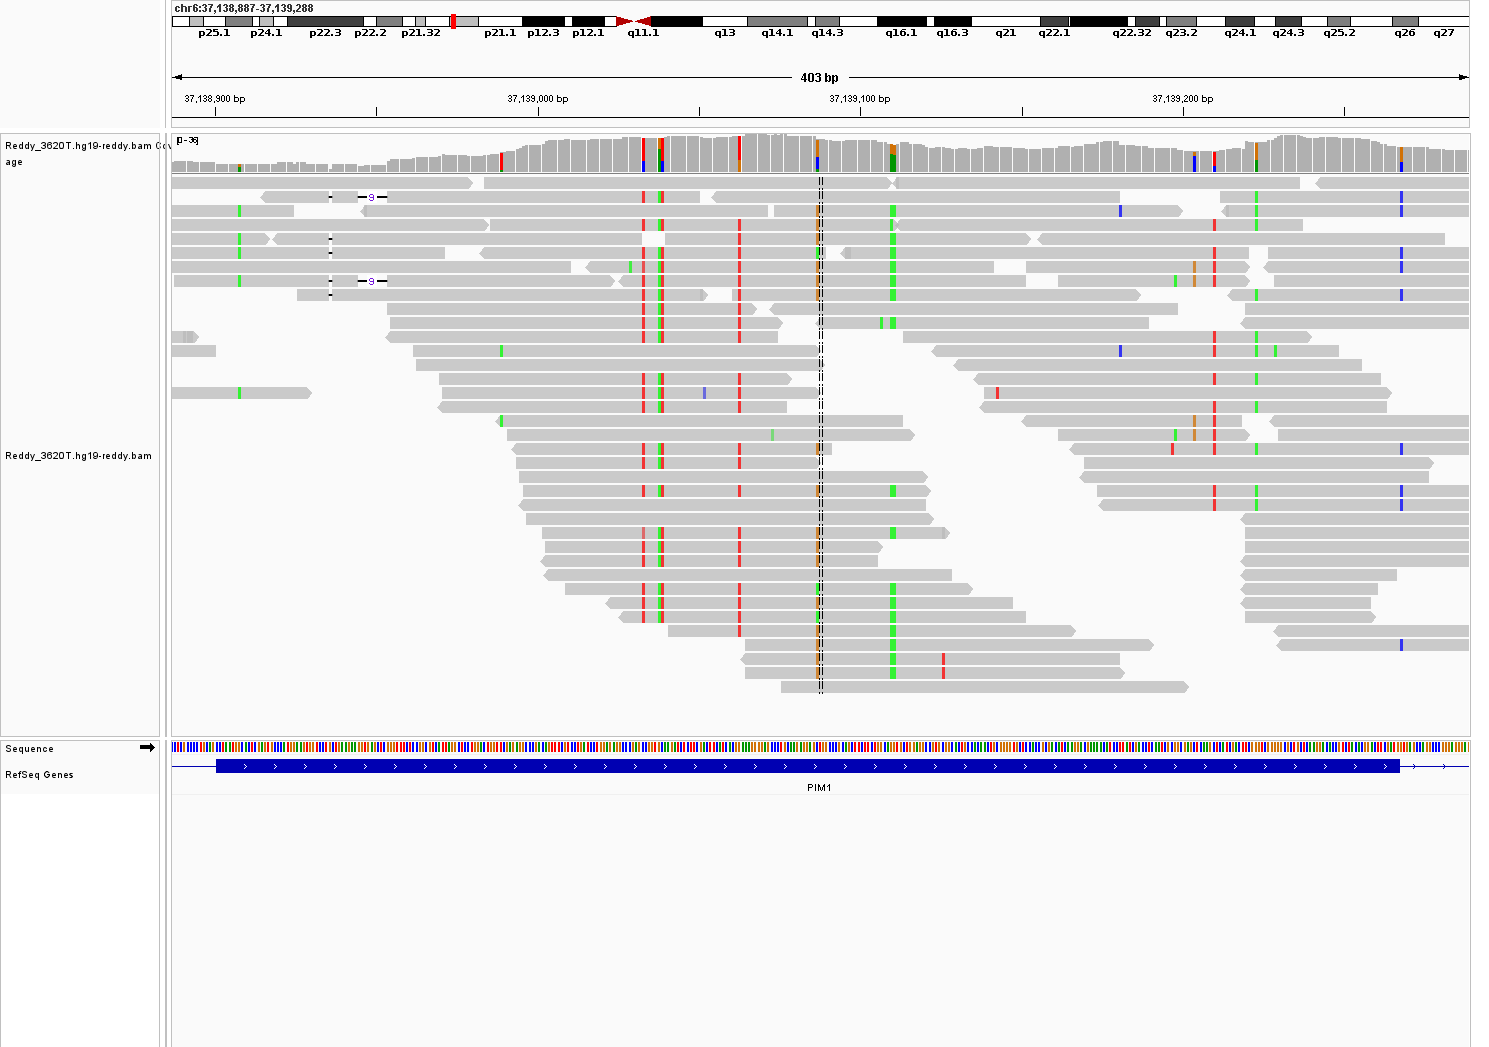 chr6:37,138,887-37,139,288
p25.1 p24.1 p22.3 p22.2 p21.32 p21.1 p12.3 p12.1 q11.1 q13 q14.1 q14.3 q16.1 q16.3 q21 q22.1 q22.32 q23.2 q24.1 q24.3 q25.2 q26 q27
403 bp
37,138,900 bp 37,139,000 bp 37,139,100 bp 37,139,200 bp
Reddy_3620T.hg19-reddy.bam Cov
age
[0-36]
9
9
Reddy_3620T.hg19-reddy.bam
Sequence
RefSeq Genes
PIM1